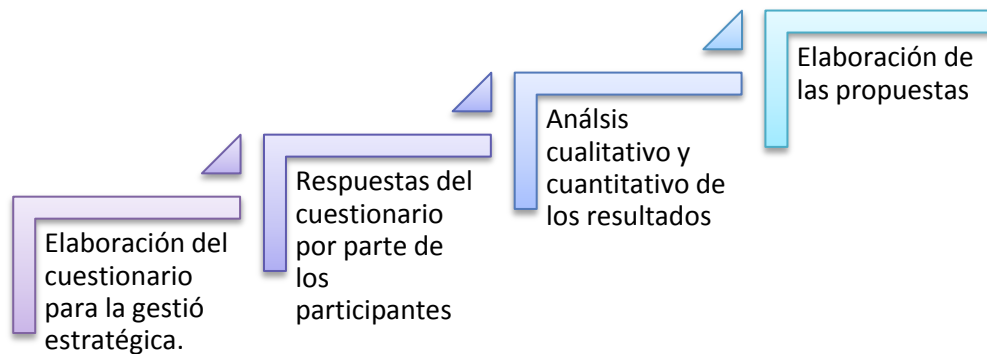 Elaboración del
cuestionario
para la gestió
estratégica.
Respuestas del
cuestionario
por parte de
los
participantes
Análsis
cualitativo y
cuantitativo de
los resultados
Elaboración de
las propuestas